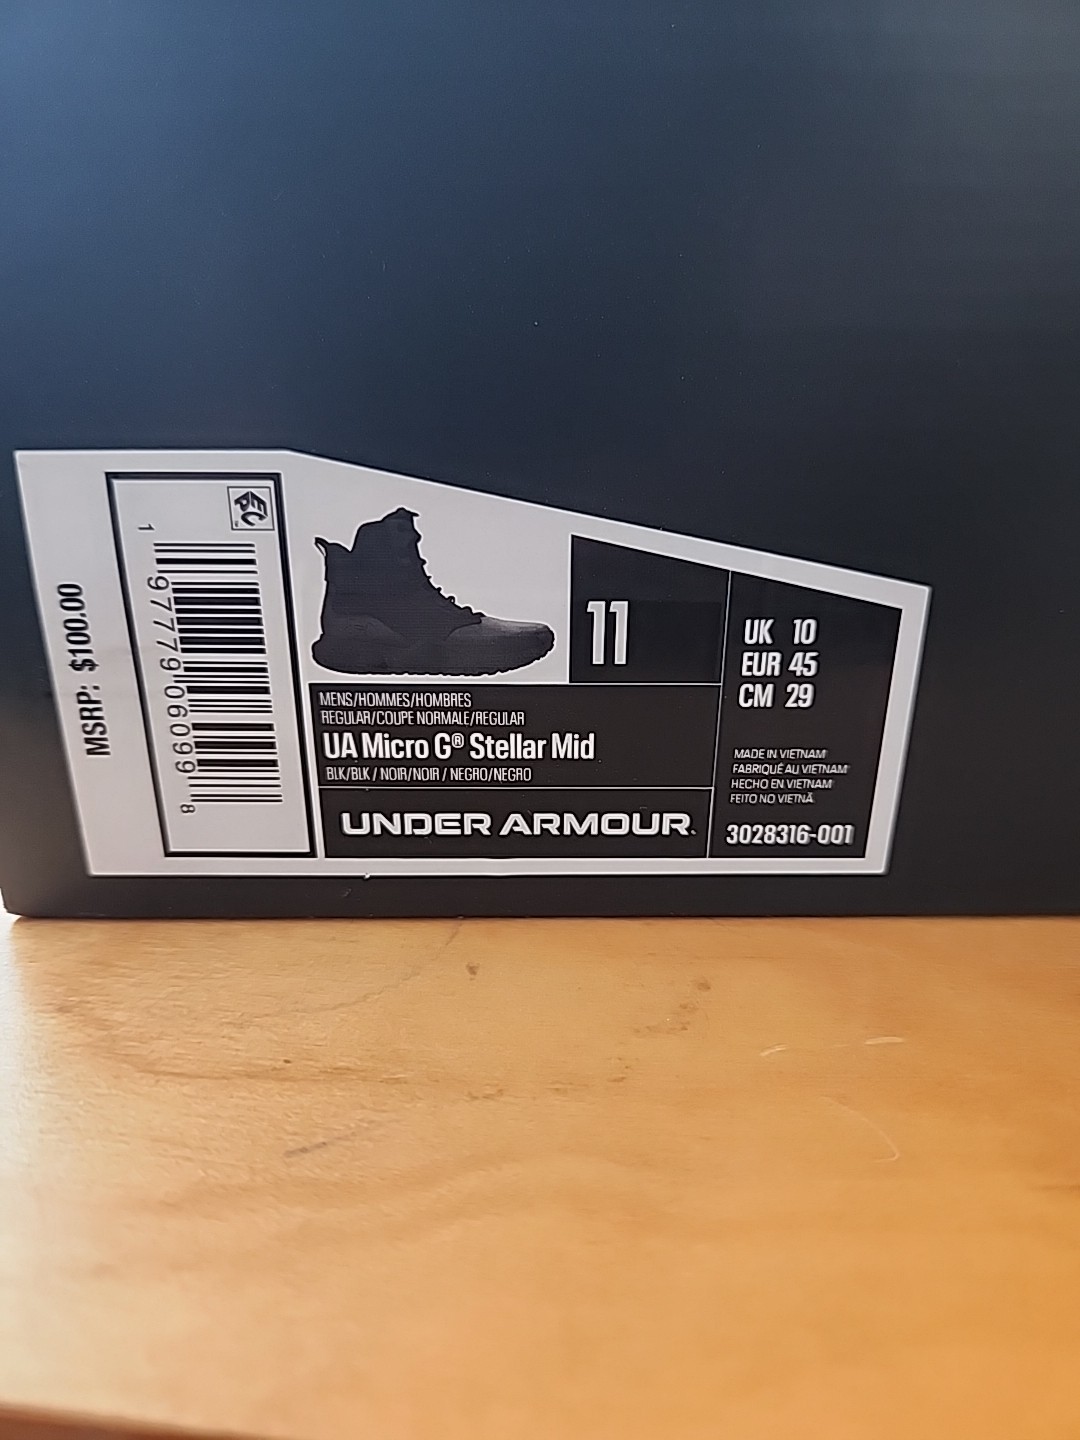 MSRP: $100.00
1 97779 06099 8
11
UK 10
EUR 45
CM 29
MENS/HOMMES/HOMBRES
REGULAR/COUPE NORMALE/REGULAR
UA Micro G® Stellar Mid
BLK/BLK / NOIR/NOIR / NEGRO/NEGRO
UNDER ARMOUR.
MADE IN VIETNAM
FABRIQUÉ AU VIETNAM
HECHO EN VIETNAM
FEITO NO VIETNÃ
3028316-001